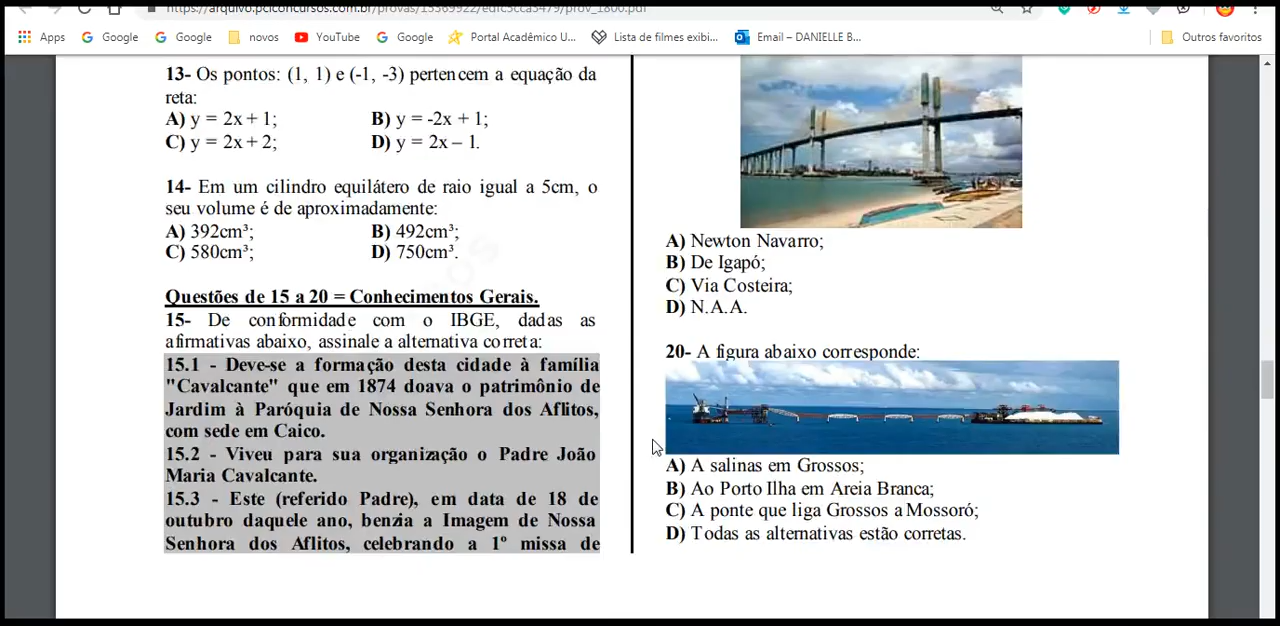 https://arquivo.pciconcursos.com.br/provas/15369922/edfc5cca3479/prov_1800.pdf
Apps Google Google novos YouTube Google Portal Acadêmico U... Lista de filmes exibi... Email – DANIELLE B... Outros favoritos
13- Os pontos: (1, 1) e (-1, -3) pertencem a equação da
reta:
A) y = 2x + 1; B) y = -2x + 1;
C) y = 2x + 2; D) y = 2x – 1.
14- Em um cilindro equilátero de raio igual a 5cm, o
seu volume é de aproximadamente:
A) 392cm³; B) 492cm³;
C) 580cm³; D) 750cm³.
Questões de 15 a 20 = Conhecimentos Gerais.
15- De conformidade com o IBGE, dadas as
afirmativas abaixo, assinale a alternativa correta:
15.1 - Deve-se a formação desta cidade à família
"Cavalcante" que em 1874 doava o patrimônio de
Jardim à Paróquia de Nossa Senhora dos Aflitos,
com sede em Caico.
15.2 - Viveu para sua organização o Padre João
Maria Cavalcante.
15.3 - Este (referido Padre), em data de 18 de
outubro daquele ano, benzia a Imagem de Nossa
Senhora dos Aflitos, celebrando a 1º missa de
A) Newton Navarro;
B) De Igapó;
C) Via Costeira;
D) N.A.A.
20- A figura abaixo corresponde:
A) A salinas em Grossos;
B) Ao Porto Ilha em Areia Branca;
C) A ponte que liga Grossos a Mossoró;
D) Todas as alternativas estão corretas.